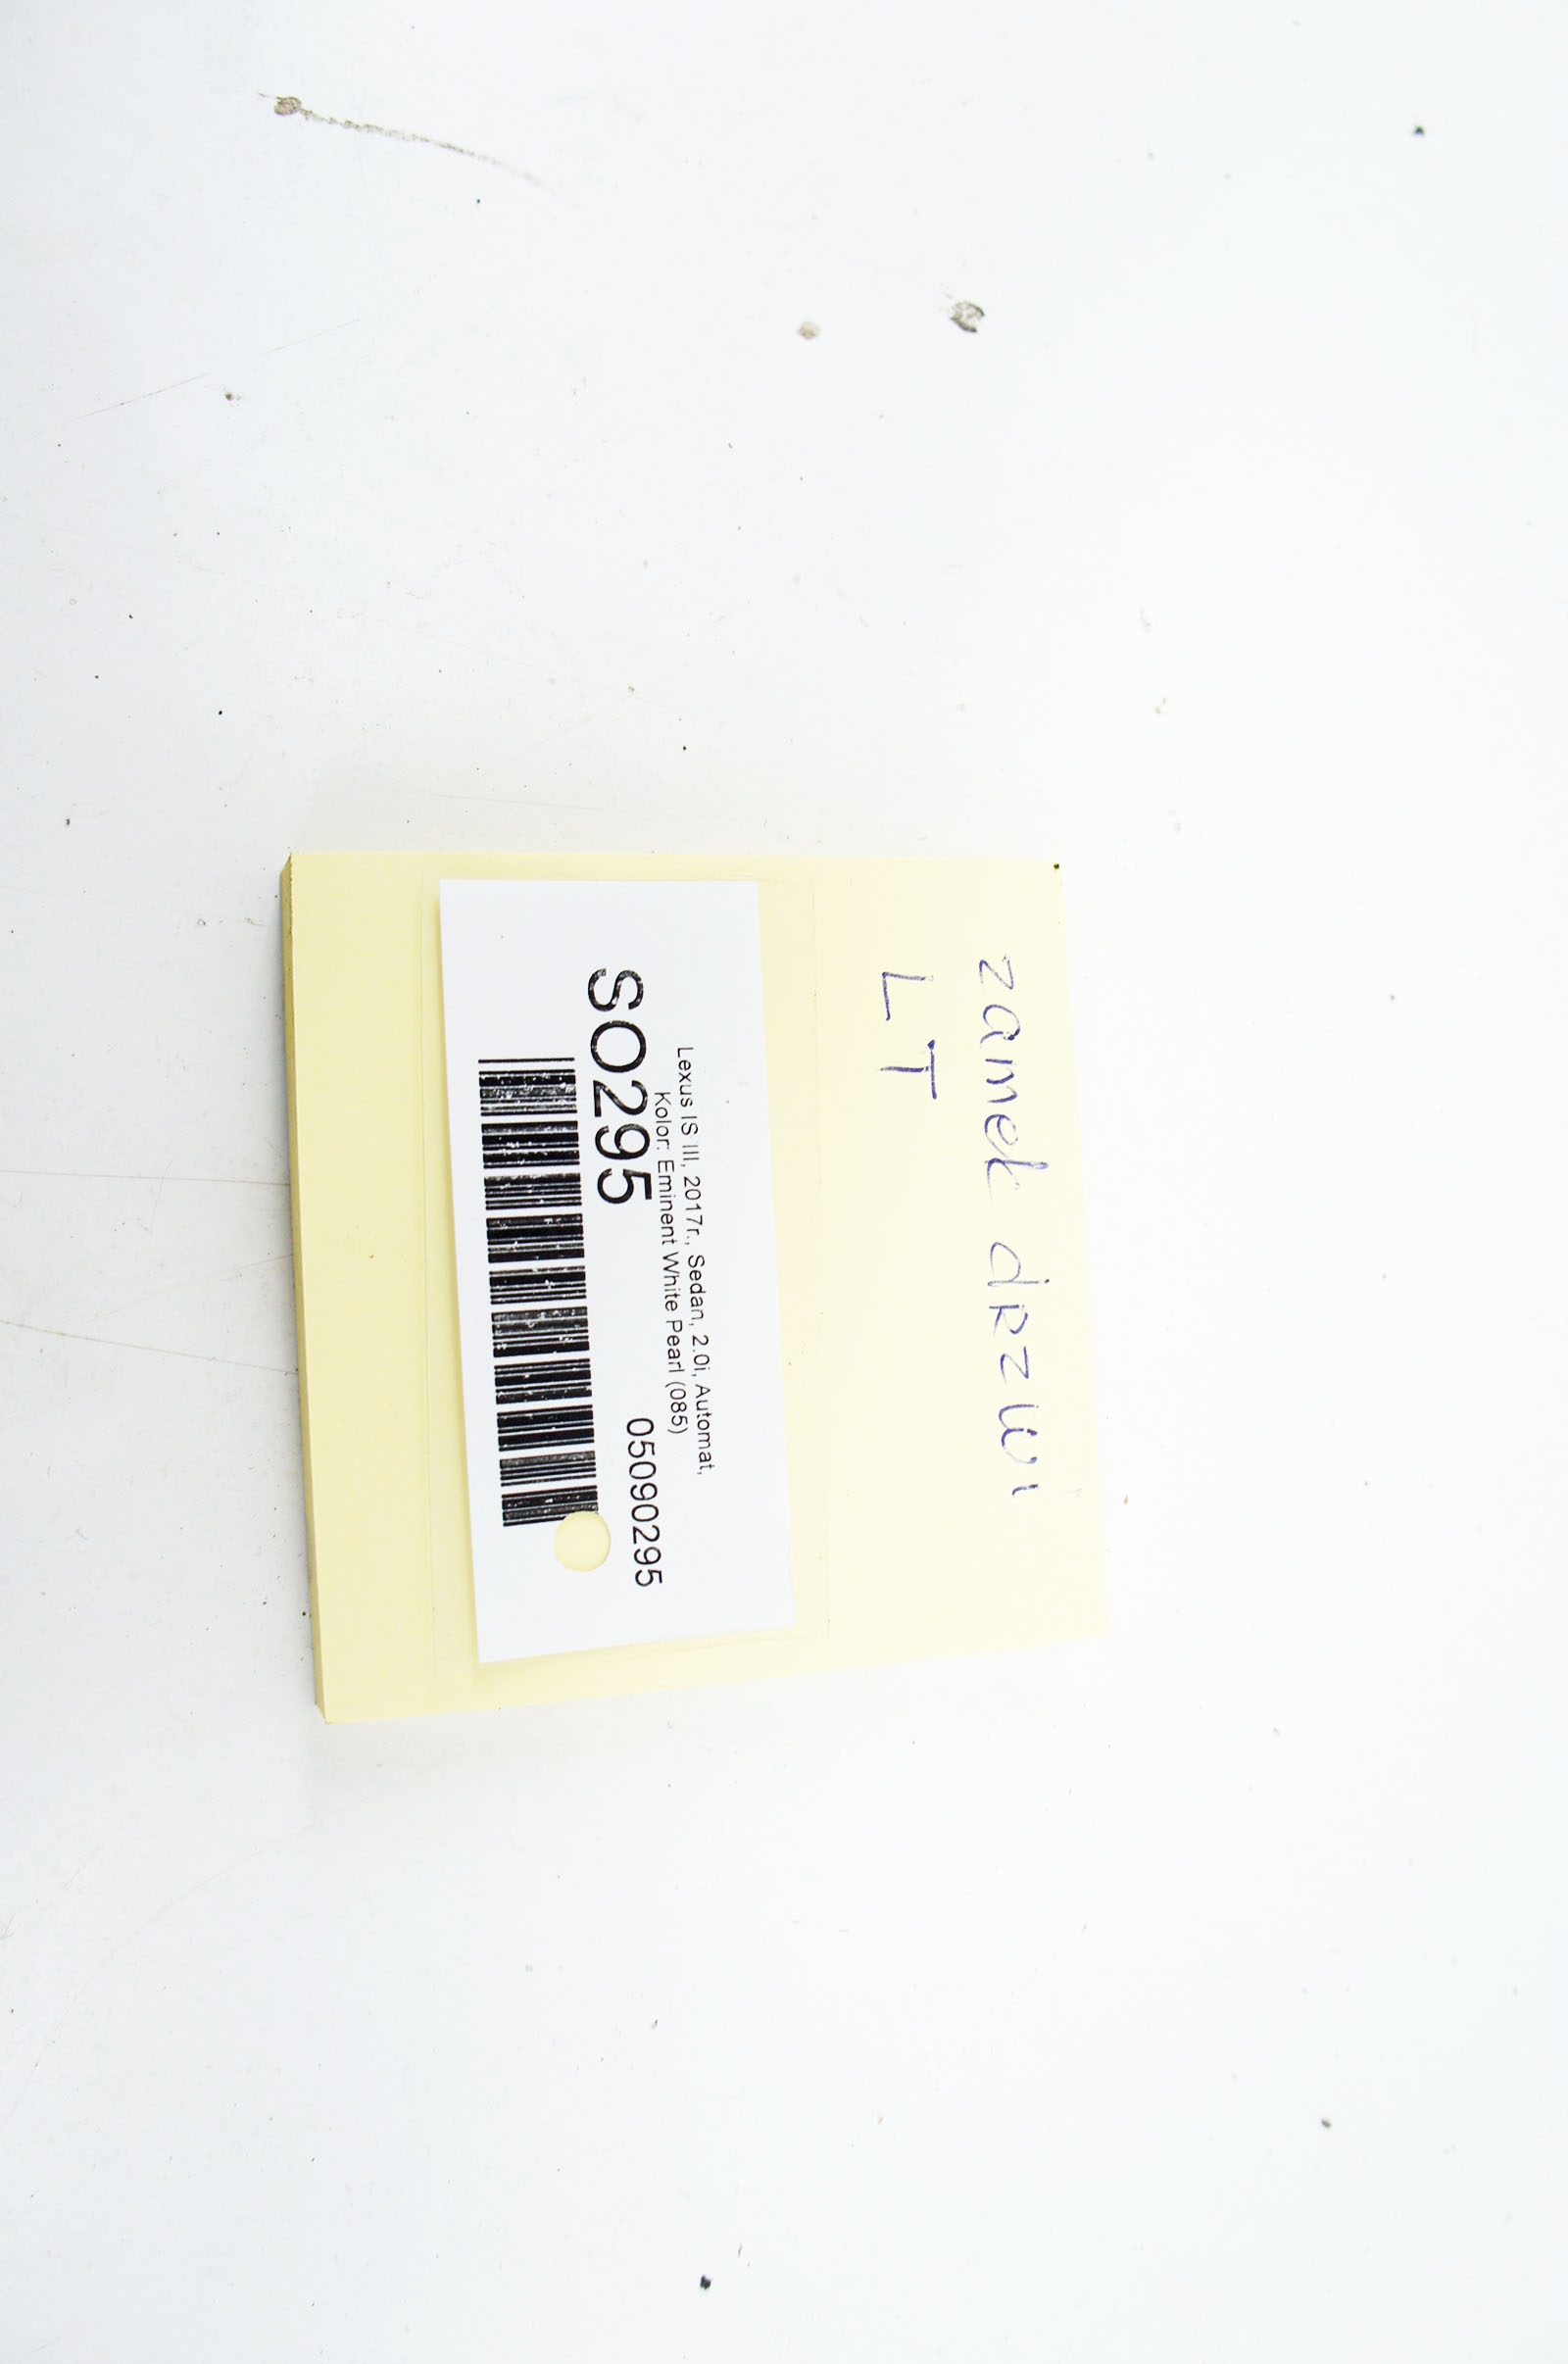 zamek dRzwi
LT
Lexus IS III, 2017r., Sedan, 2.0i, Automat,
Kolor: Eminent White Pearl (085)
SO295
05090295